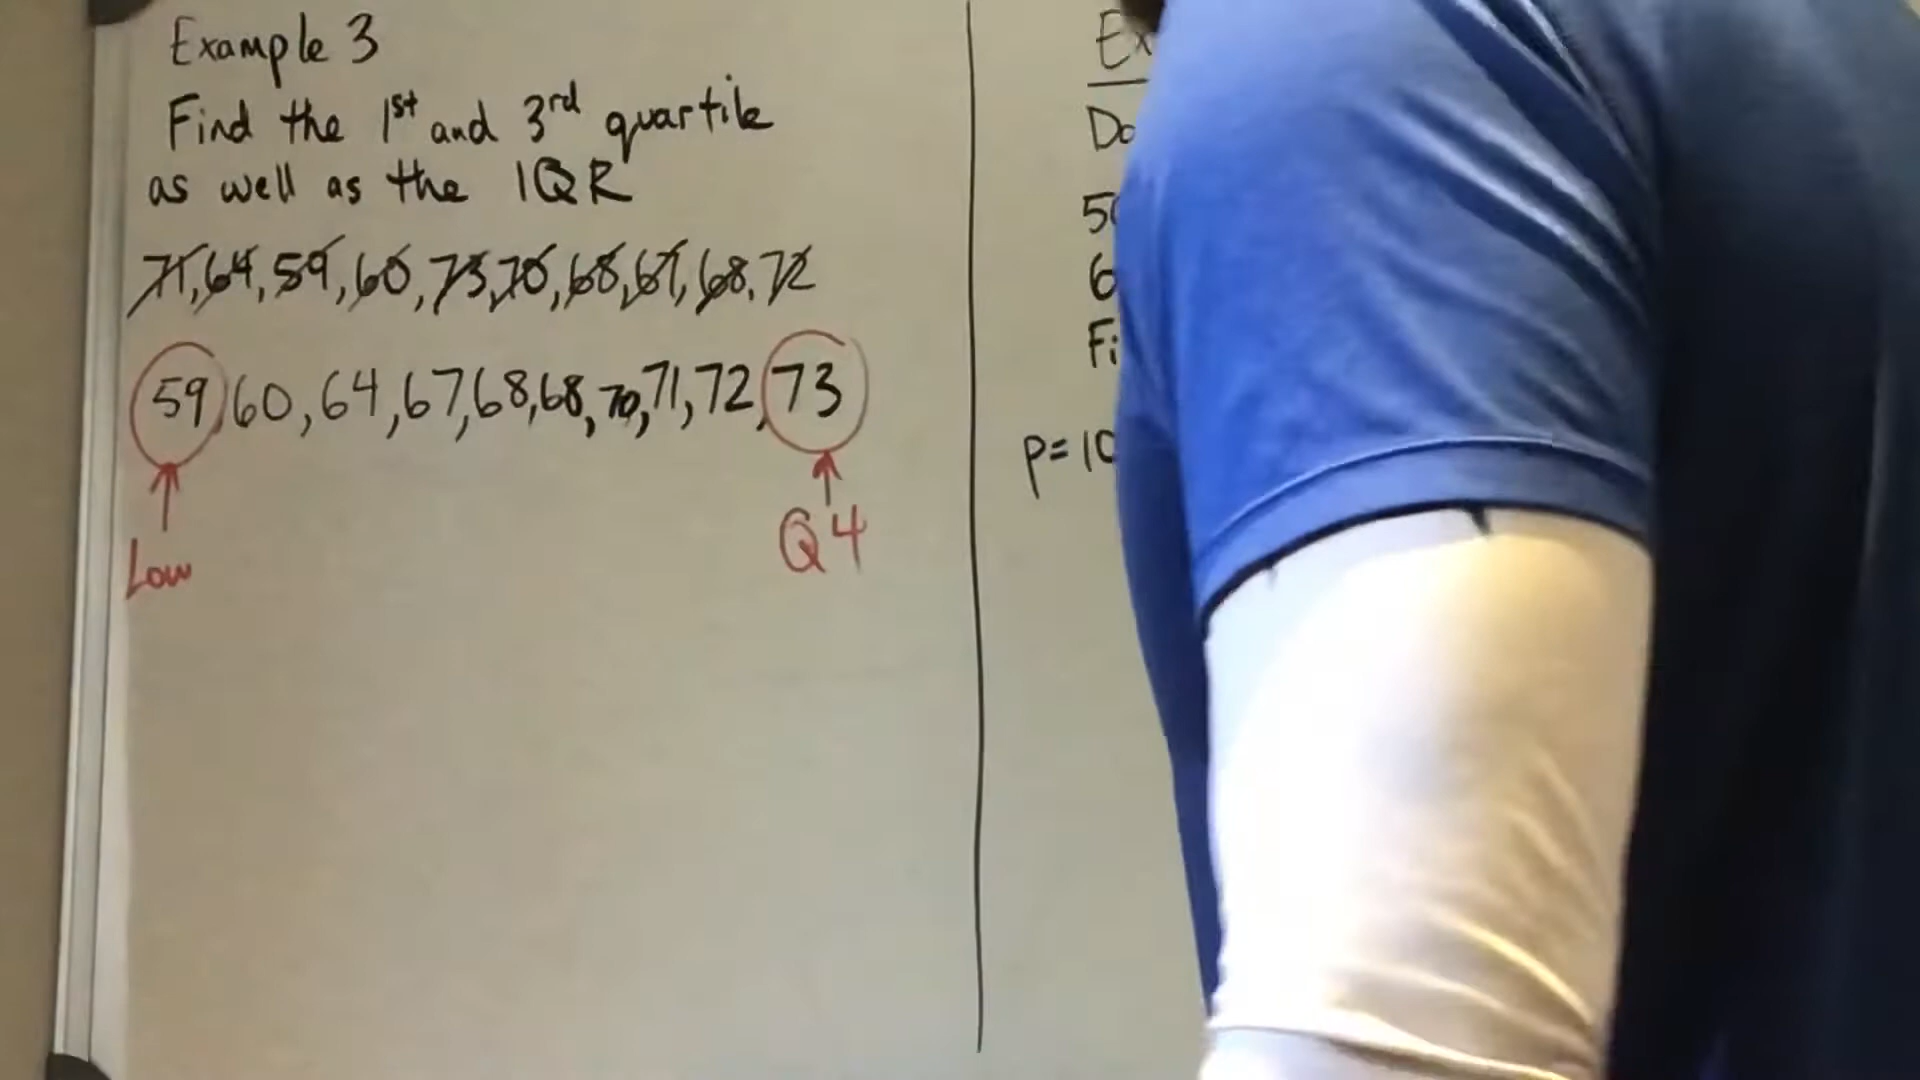 Example 3
Find the 1st and 3rd quartile
as well as the IQR
71, 64, 59, 60, 73, 70, 68, 67, 68, 72
59, 60, 64, 67, 68, 68, 70, 71, 72, 73
Low
Q4
Ex
Do
6
Fi
p=10